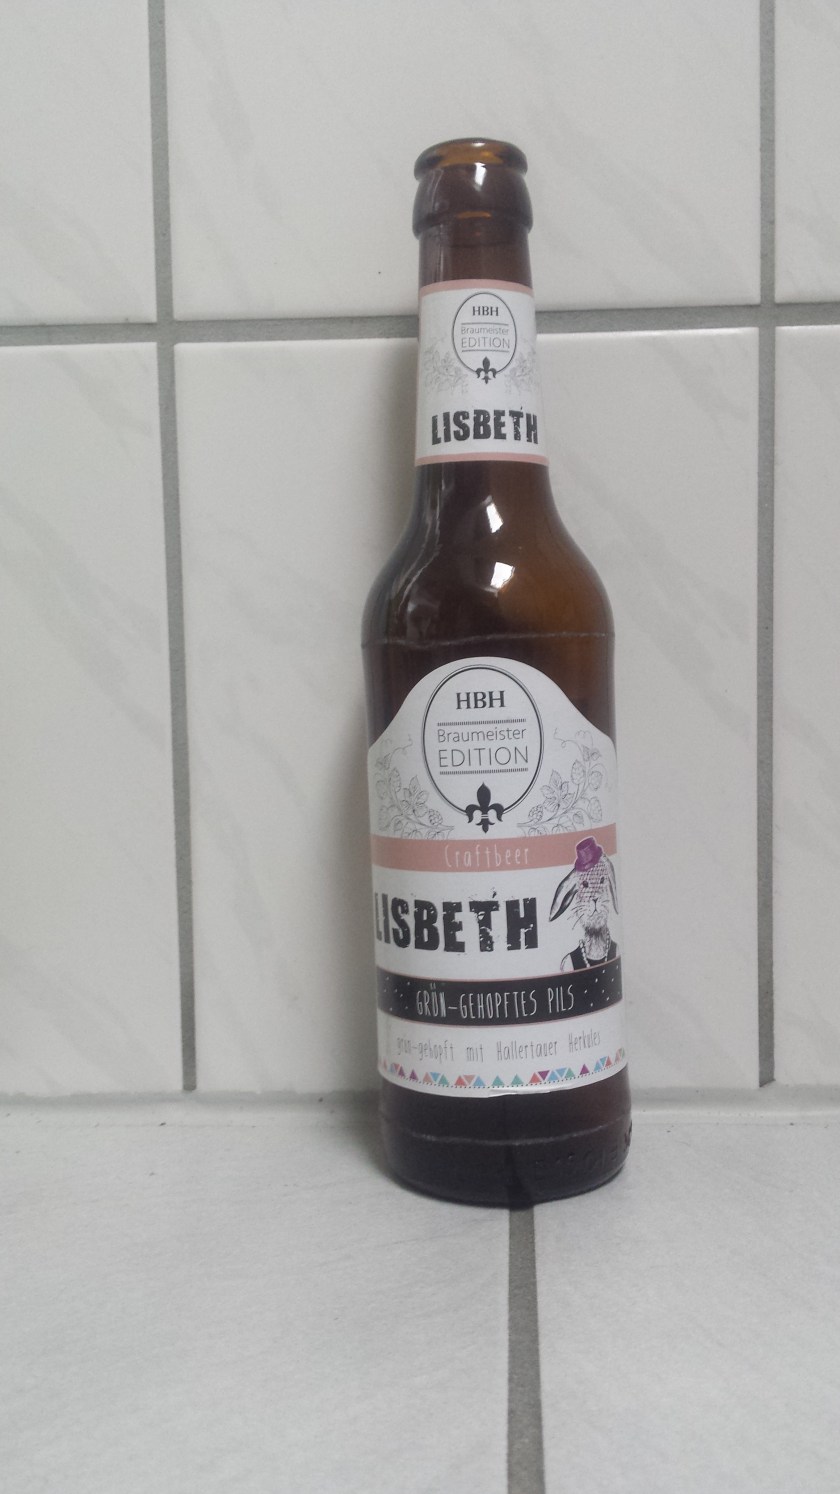 HBH
Braumeister
EDITION
LISBETH
HBH
Braumeister
EDITION
Craftbeer
LISBETH
GRÜN-GEHOPFTES PILS
grün-gehopft mit Hallertauer Herkules